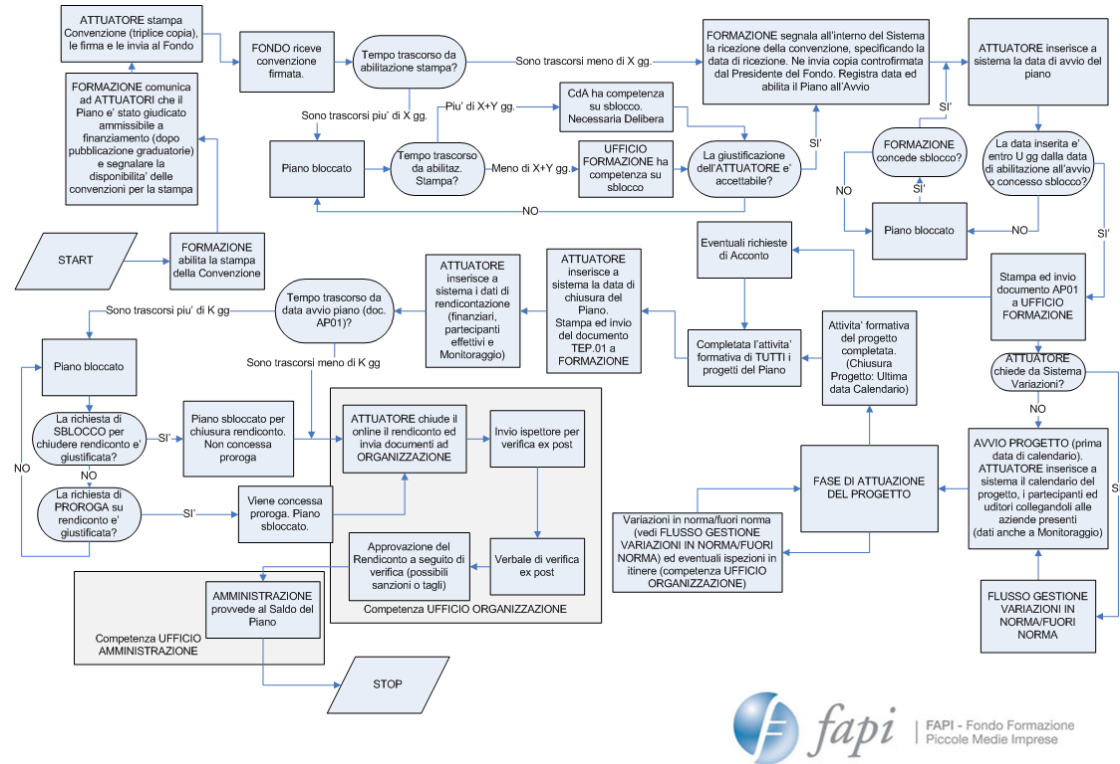 ATTUATORE stampa
Convenzione (triplice copia),
le firma e le invia al Fondo
FONDO riceve
convenzione
firmata.
Tempo trascorso da
abilitazione stampa?
Sono trascorsi meno di X gg.
FORMAZIONE segnala all'interno del Sistema
la ricezione della convenzione, specificando la
data di ricezione. Ne invia copia controfirmata
dal Presidente del Fondo. Registra data ed
abilita il Piano all'Avvio
SI'
ATTUATORE inserisce a
sistema la data di avvio del
piano
FORMAZIONE comunica
ad ATTUATORI che il
Piano e' stato giudicato
ammissibile a
finanziamento (dopo
pubblicazione graduatorie)
e segnalare la
disponibilita' delle
convenzioni per la stampa
Sono trascorsi piu' di X gg.
Piu' di X+Y gg.
CdA ha competenza
su sblocco.
Necessaria Delibera
SI'
Piano bloccato
Tempo trascorso
da abilitaz.
Stampa?
Meno di X+Y gg.
UFFICIO
FORMAZIONE ha
competenza su
sblocco
La giustificazione
dell'ATTUATORE e'
accettabile?
NO
FORMAZIONE
concede sblocco?
La data inserita e'
entro U gg dalla data
di abilitazione all'avvio
o concesso sblocco?
NO
SI'
Piano bloccato
NO
SI'
START
FORMAZIONE
abilita la stampa
della Convenzione
Eventuali richieste
di Acconto
Stampa ed invio
documento AP01
a UFFICIO
FORMAZIONE
Sono trascorsi piu' di K gg
Tempo trascorso da
data avvio piano (doc.
AP01)?
ATTUATORE
inserisce a
sistema i dati di
rendicontazione
(finanziari,
partecipanti
effettivi e
Monitoraggio)
ATTUATORE
inserisce a
sistema la data di
chiusura del
Piano.
Stampa ed invio del
documento
TEP.01 a
FORMAZIONE
Completata l'attivita'
formativa di TUTTI i
progetti del Piano
Attivita' formativa
del progetto
completata.
(Chiusura
Progetto: Ultima
data Calendario)
ATTUATORE
chiede da Sistema
Variazioni?
NO
SI'
Sono trascorsi meno di
K gg
Piano bloccato
La richiesta di
SBLOCCO per
chiudere rendiconto e'
giustificata?
SI'
Piano sbloccato per
chiusura rendiconto.
Non concessa
proroga
ATTUATORE chiude il
online il rendiconto ed
invia documenti ad
ORGANIZZAZIONE
Invio ispettore per
verifica ex post
AVVIO PROGETTO (prima
data di calendario).
ATTUATORE inserisce a
sistema il calendario del
progetto, i partecipanti ed
uditori collegandoli alle
aziende presenti
(dati anche a Monitoraggio)
FASE DI ATTUAZIONE
DEL PROGETTO
NO
NO
La richiesta di
PROROGA su
rendiconto e'
giustificata?
SI'
Viene concessa
proroga. Piano
sbloccato.
Variazioni in norma/fuori norma
(vedi FLUSSO GESTIONE
VARIAZIONI IN NORMA/FUORI
NORMA) ed eventuali ispezioni in
itinere (competenza UFFICIO
ORGANIZZAZIONE)
Approvazione del
Rendiconto a seguito di
verifica (possibili
sanzioni o tagli)
Verbale di verifica
ex post
Competenza UFFICIO ORGANIZZAZIONE
FLUSSO GESTIONE
VARIAZIONI IN
NORMA/FUORI
NORMA
AMMINISTRAZIONE
provvede al Saldo del
Piano
Competenza UFFICIO
AMMINISTRAZIONE
STOP
fapi
FAPI - Fondo Formazione
Piccole Medie Imprese